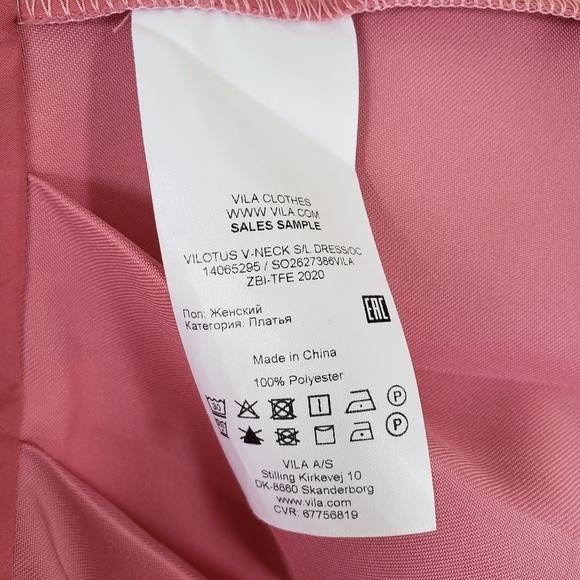 VILA CLOTHES
WWW VILA.COM
SALES SAMPLE
VILOTUS V-NECK S/L DRESS/DC
14065295 / SO2627386VILA
ZBI-TFE 2020
Пол: Женский
Категория: Платья
EAC
Made in China
100% Polyester
30 P
P
VILA A/S
Stilling Kirkevej 10
DK-8660 Skanderborg
www.vila.com
CVR: 67756819